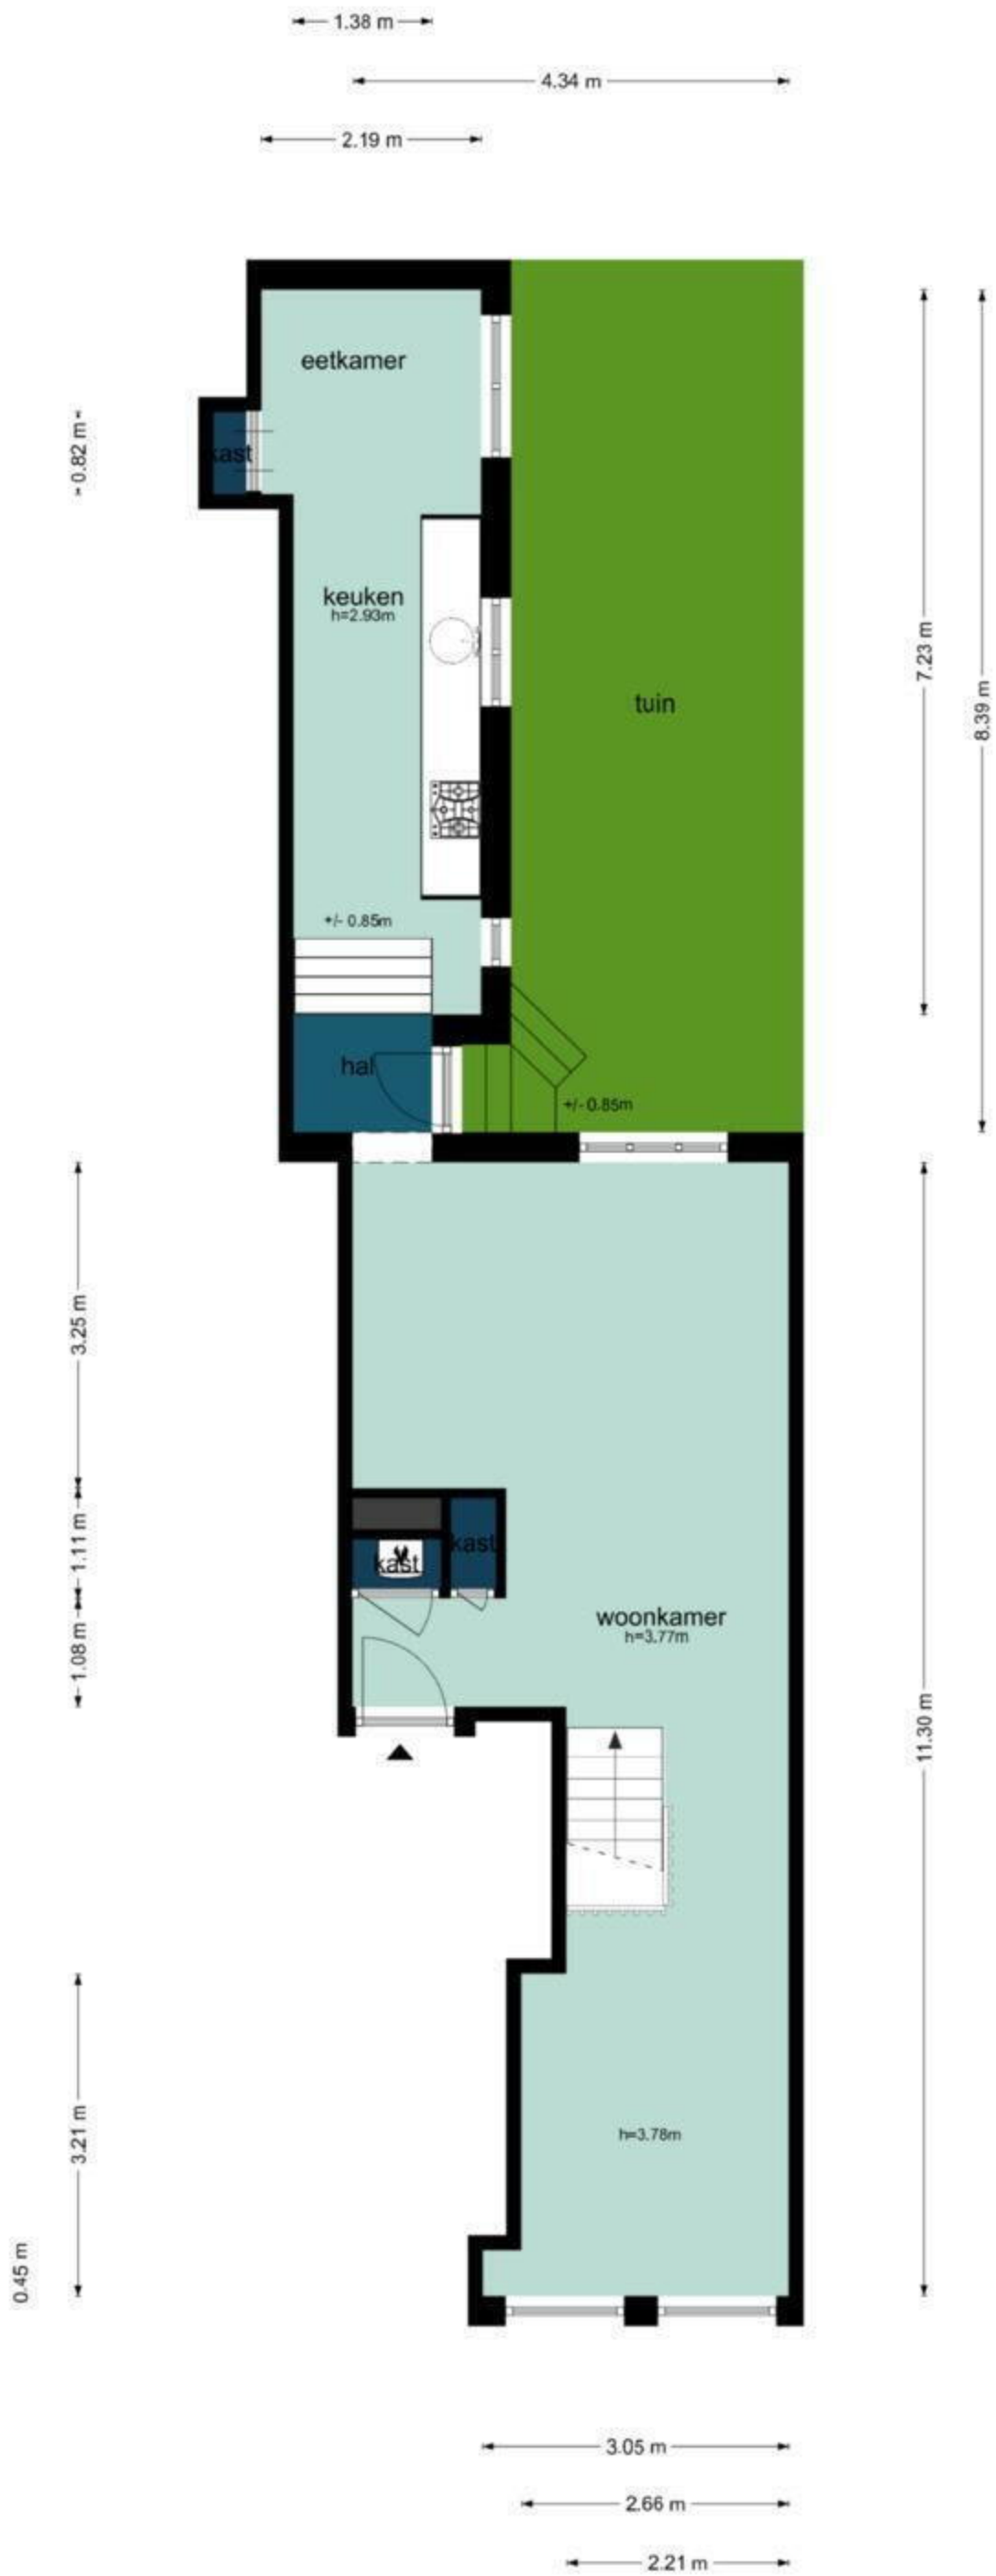 1.38 m
4.34 m
2.19 m
eetkamer
0.82 m
kast
keuken
h=2.93m
7.23 m
8.39 m
tuin
+/- 0.85m
hal
+/- 0.85m
3.25 m
1.11 m
kast
kast
1.08 m
woonkamer
h=3.77m
11.30 m
3.21 m
h=3.78m
0.45 m
3.05 m
2.66 m
2.21 m